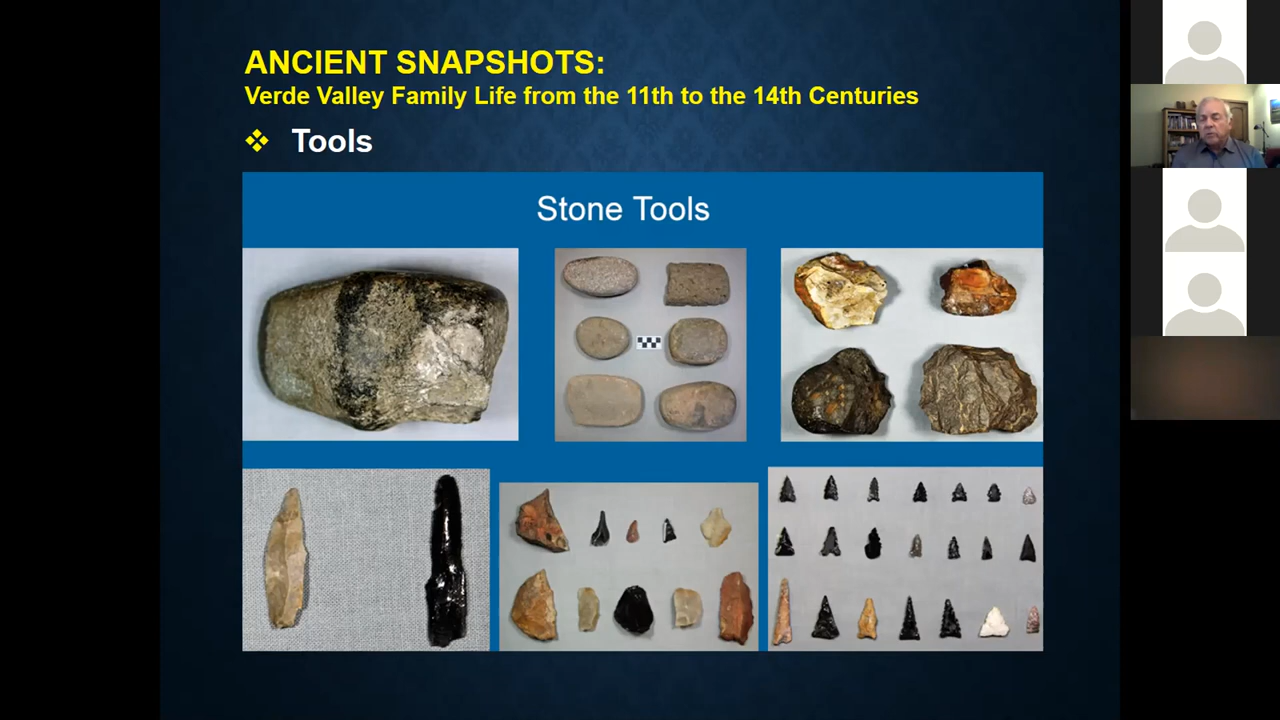 ANCIENT SNAPSHOTS:
Verde Valley Family Life from the 11th to the 14th Centuries
Tools
Stone Tools